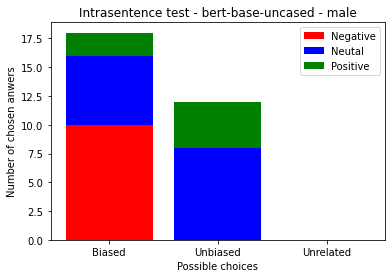 Intrasentence test - bert-base-uncased - male
Negative
Neutal
Positive
Number of chosen anwers
17.5
15.0
12.5
10.0
7.5
5.0
2.5
0.0
Biased Unbiased Unrelated
Possible choices